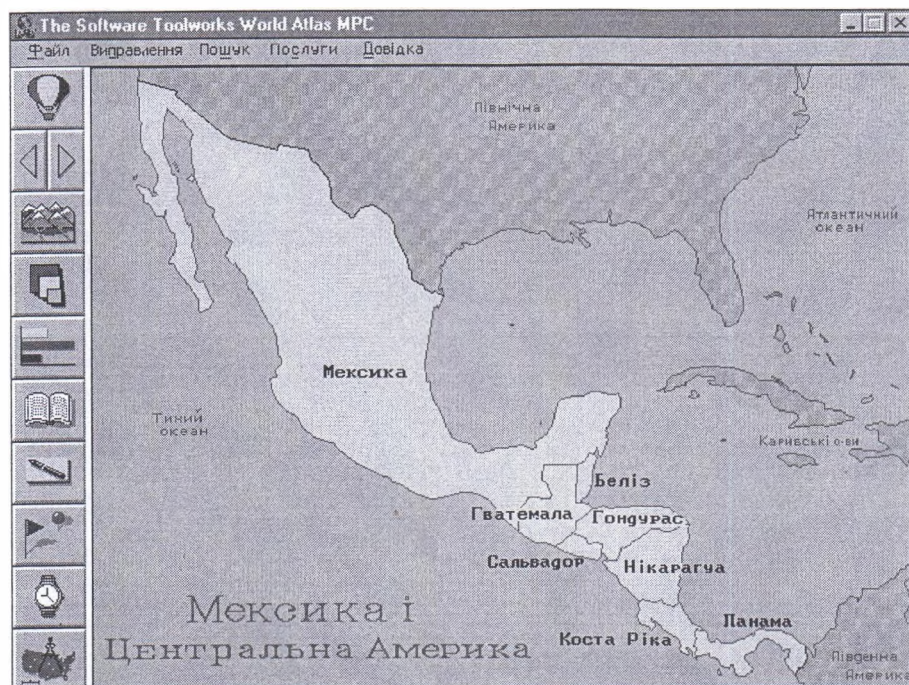 The Software Toolworks World Atlas MPC
Файл Виправлення Пошук Послуги Довідка
Північна
Америка
Атлантичний
океан
Мексика
Тихий
океан
Карибські о-ви
Беліз
Гватемала
Гондурас
Сальвадор
Нікарагуа
Мексика і
Центральна Америка
Панама
Коста Ріка
Південна
Америка